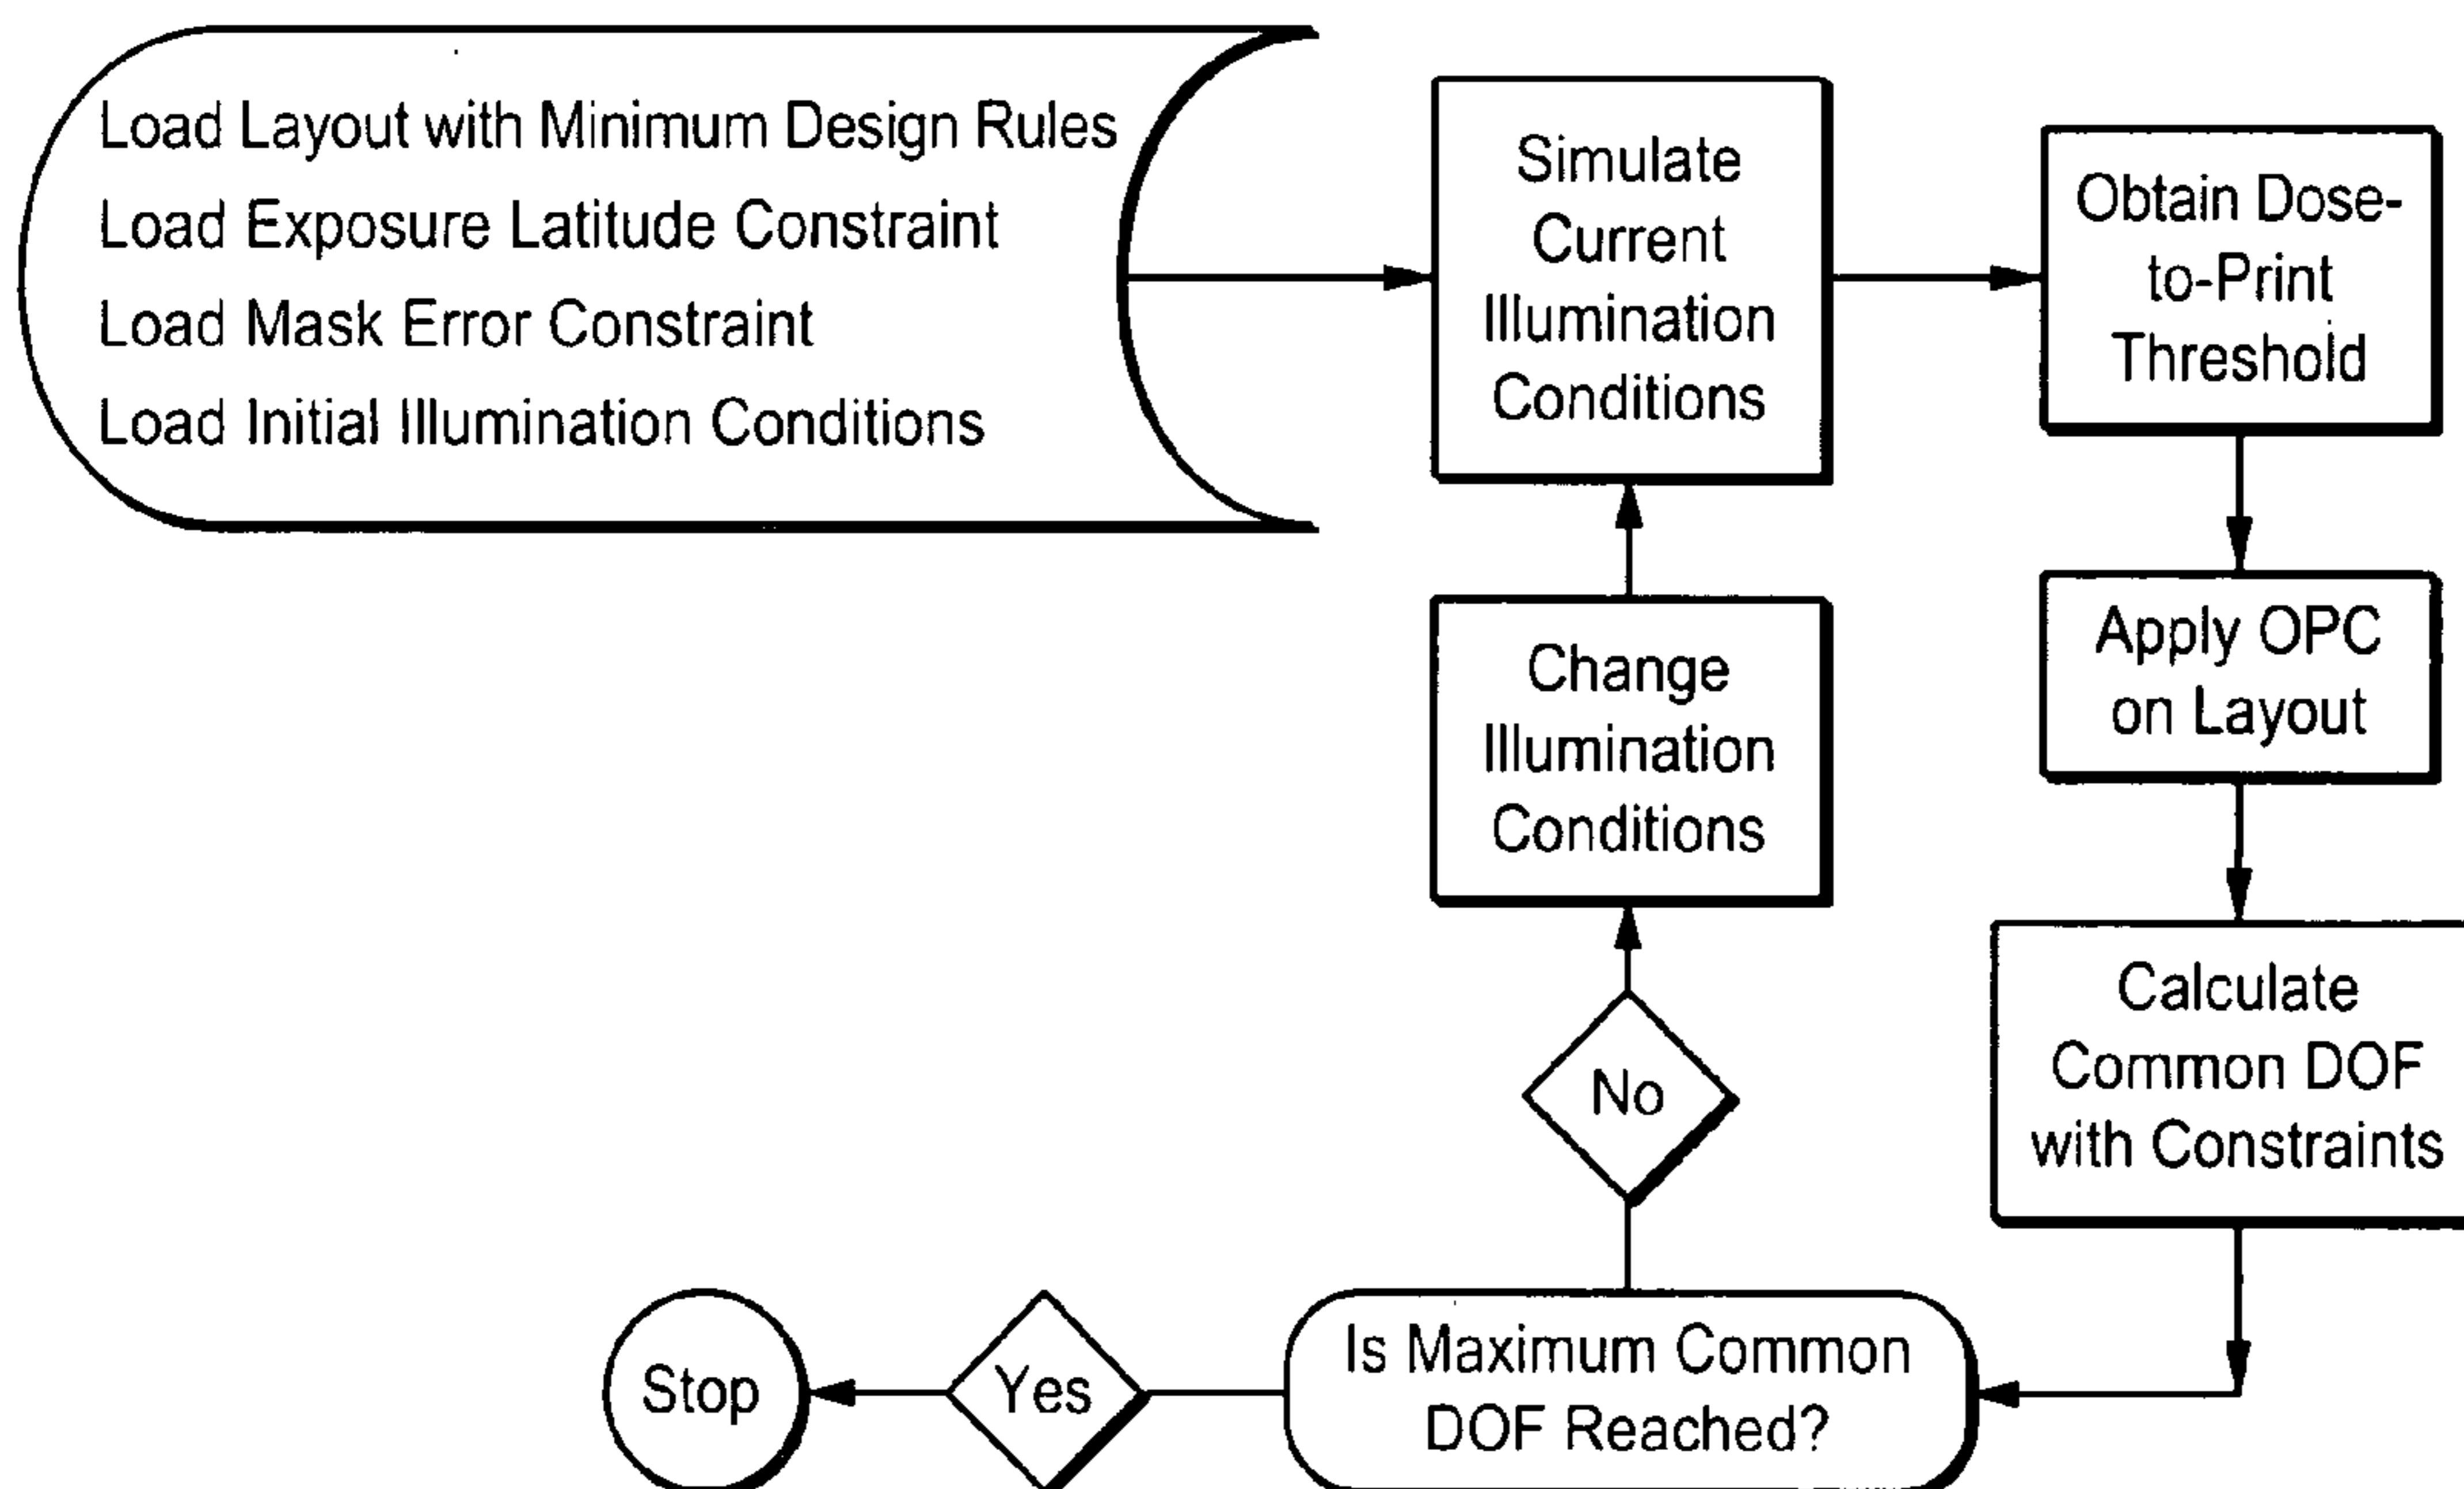 Load Layout with Minimum Design Rules
Load Exposure Latitude Constraint
Load Mask Error Constraint
Load Initial Illumination Conditions
Simulate
Current
Illumination
Conditions
Obtain Dose-
to-Print
Threshold
Apply OPC
on Layout
Calculate
Common DOF
with Constraints
Is Maximum Common
DOF Reached?
No
Change
Illumination
Conditions
Yes
Stop